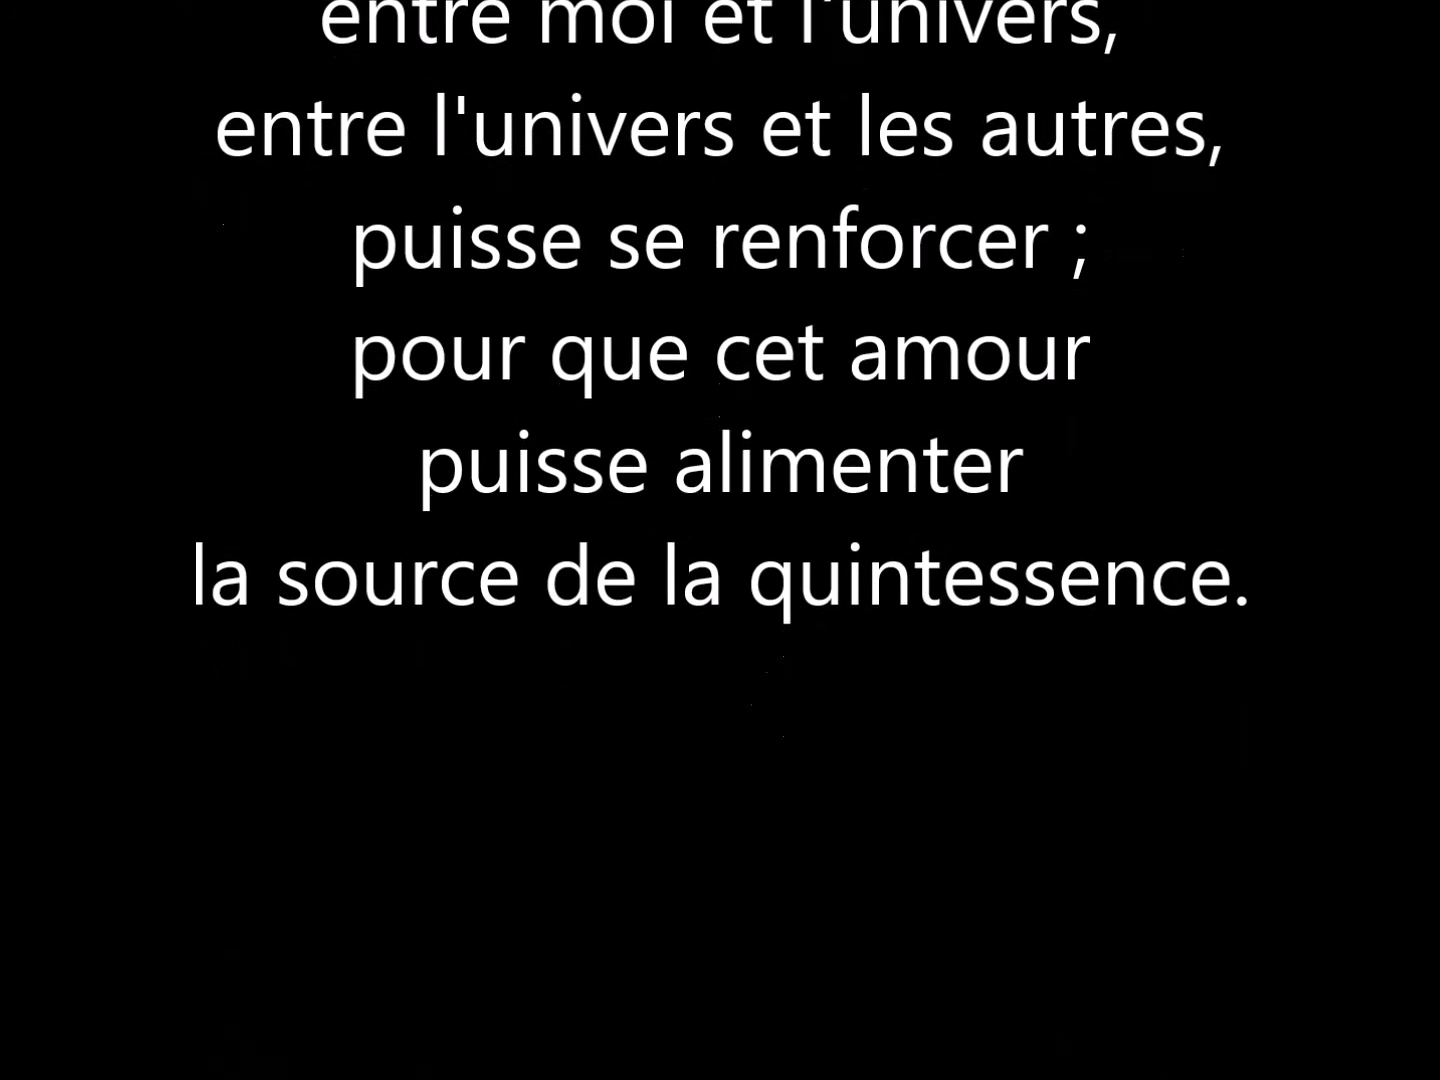 entre moi et l'univers,
entre l'univers et les autres,
puisse se renforcer ;
pour que cet amour
puisse alimenter
la source de la quintessence.